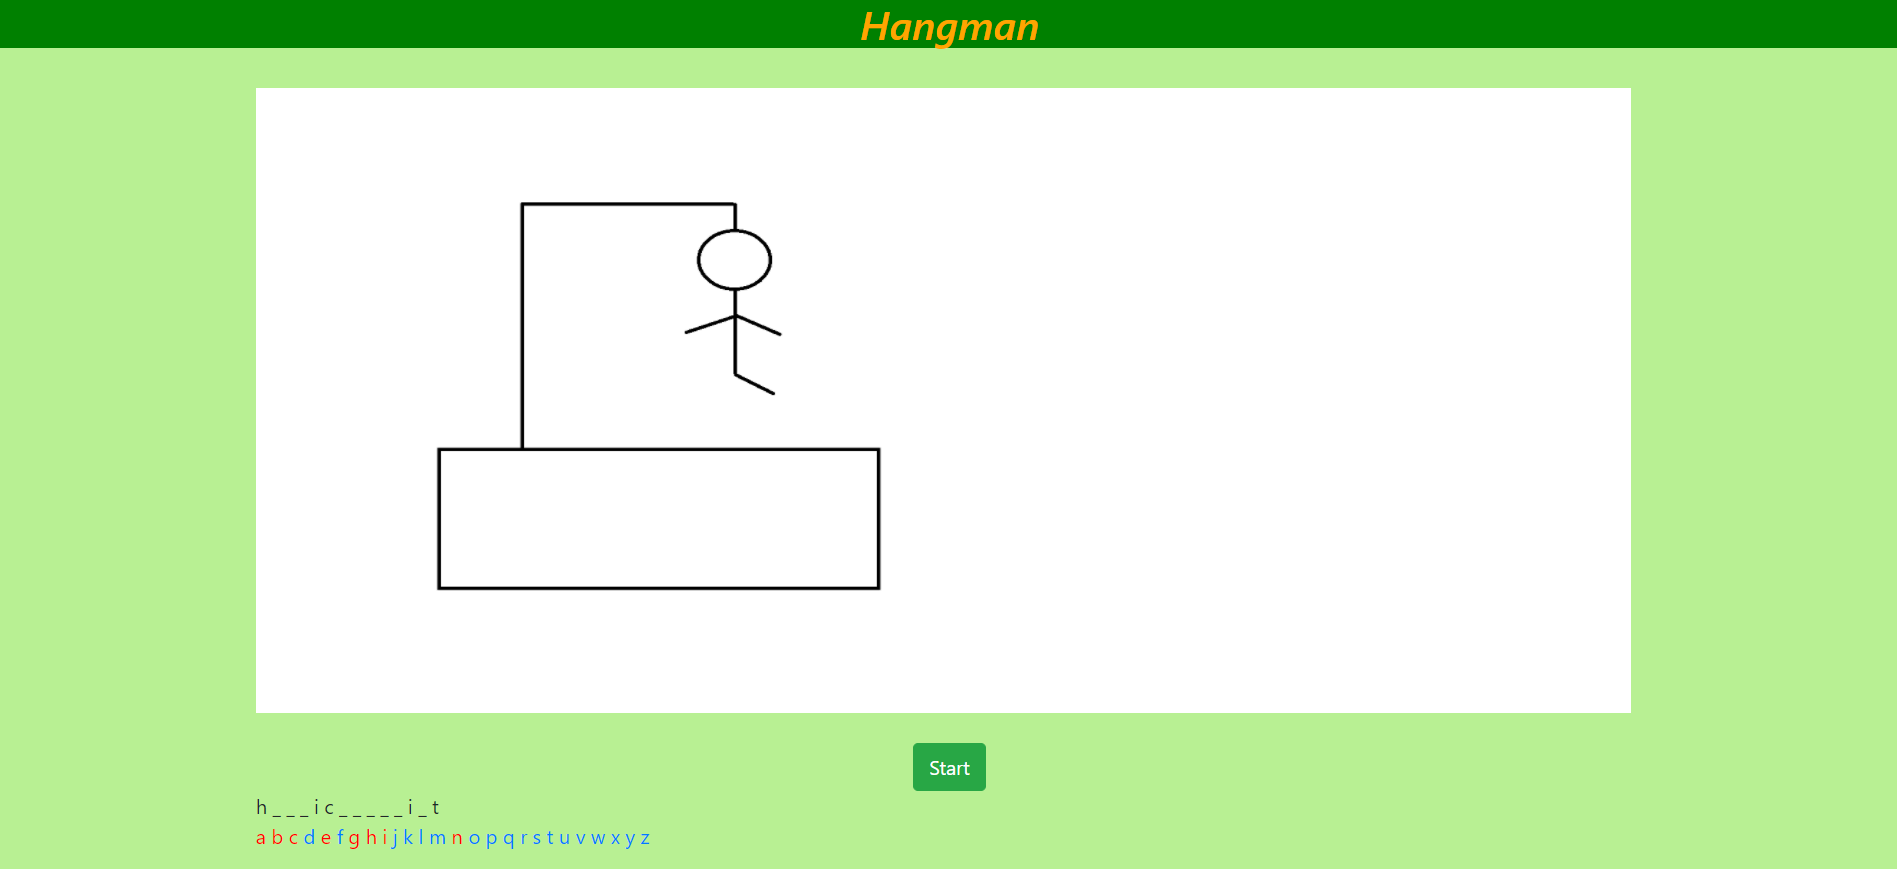 Hangman
Start
h _ _ _ i c _ _ _ _ _ i _ t
a b c d e f g h i j k l m n o p q r s t u v w x y z